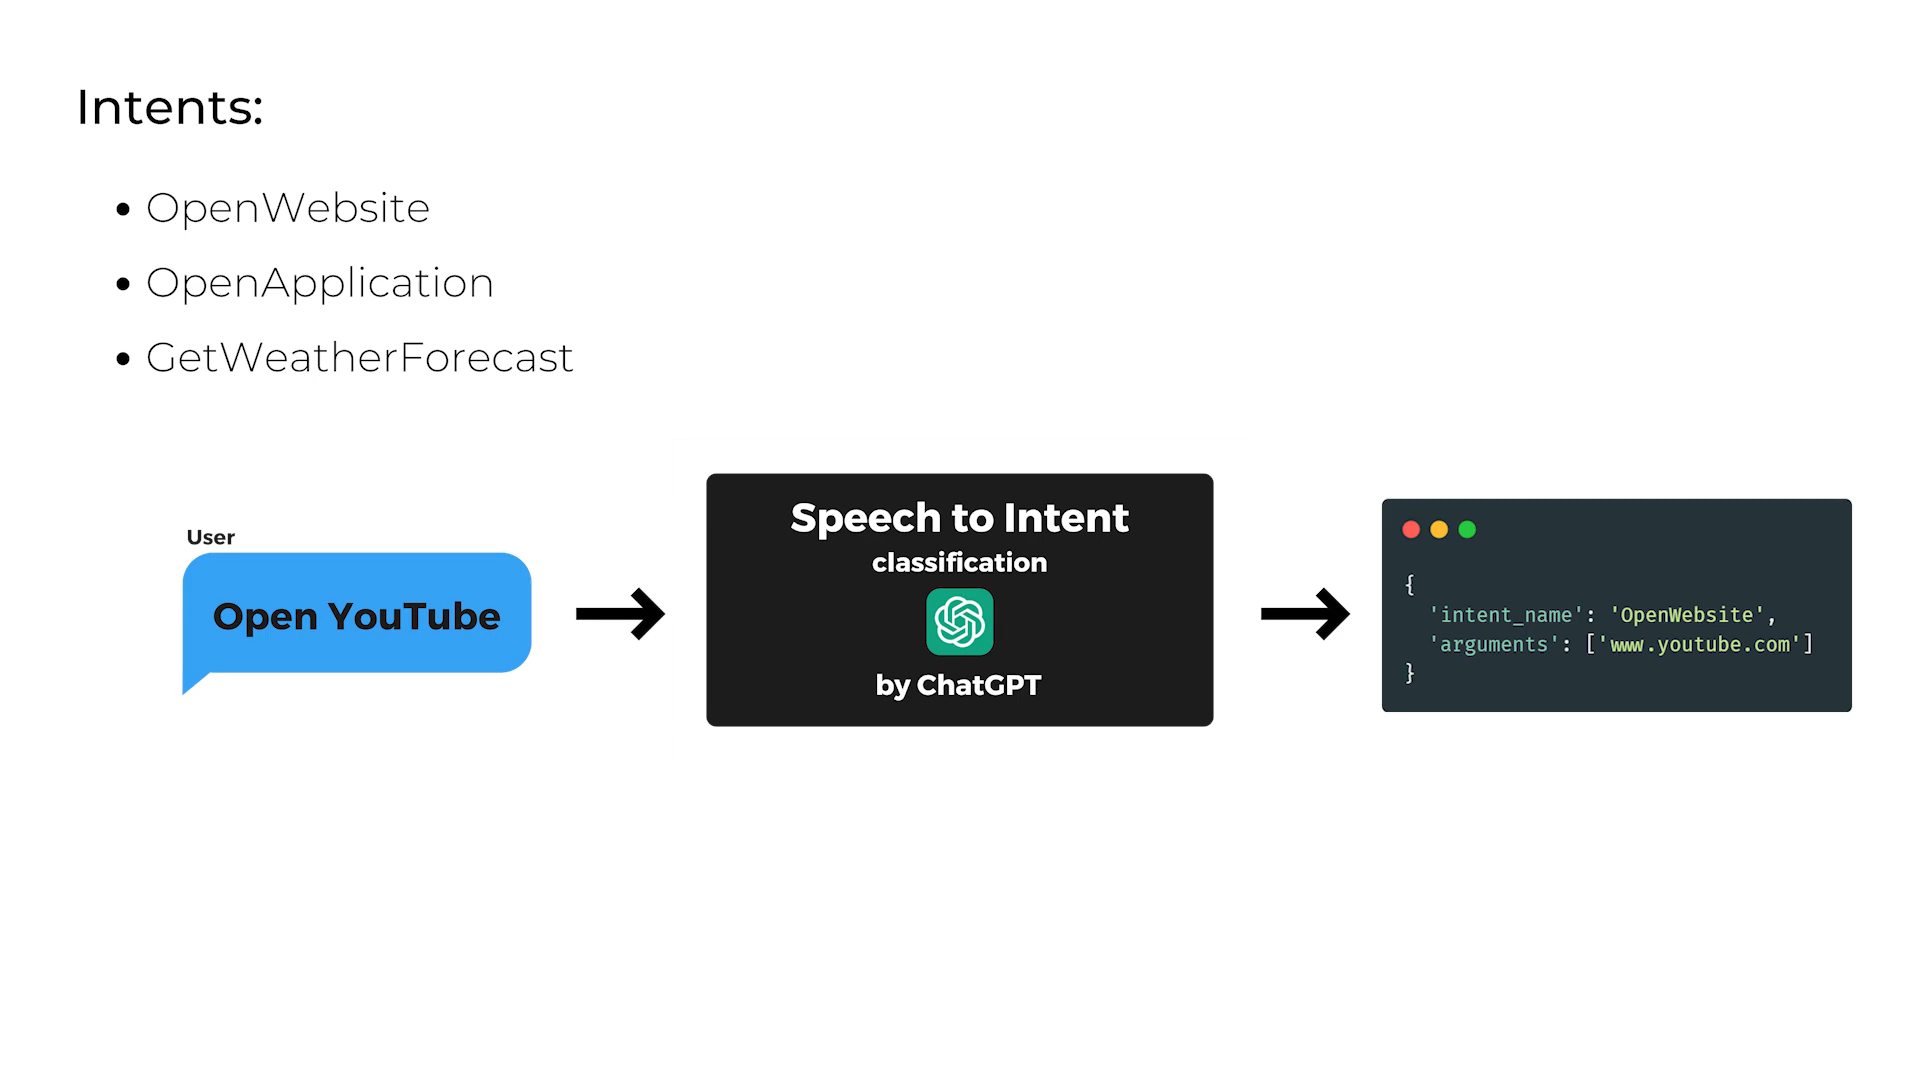 Intents:
• OpenWebsite
• OpenApplication
• GetWeatherForecast
User
Open YouTube
Speech to Intent
classification
by ChatGPT
{
'intent_name': 'OpenWebsite',
'arguments': ['www.youtube.com']
}